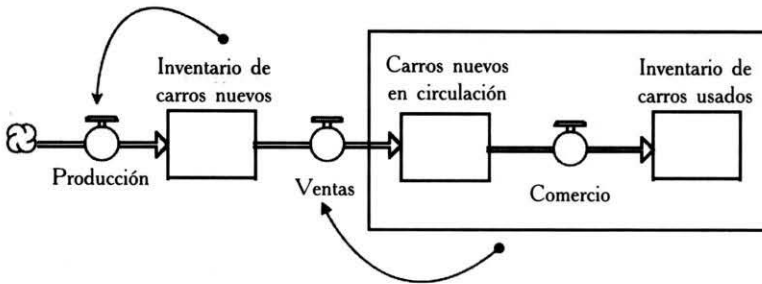 Inventario de
carros nuevos
Carros nuevos
en circulación
Inventario de
carros usados
Producción
Ventas
Comercio